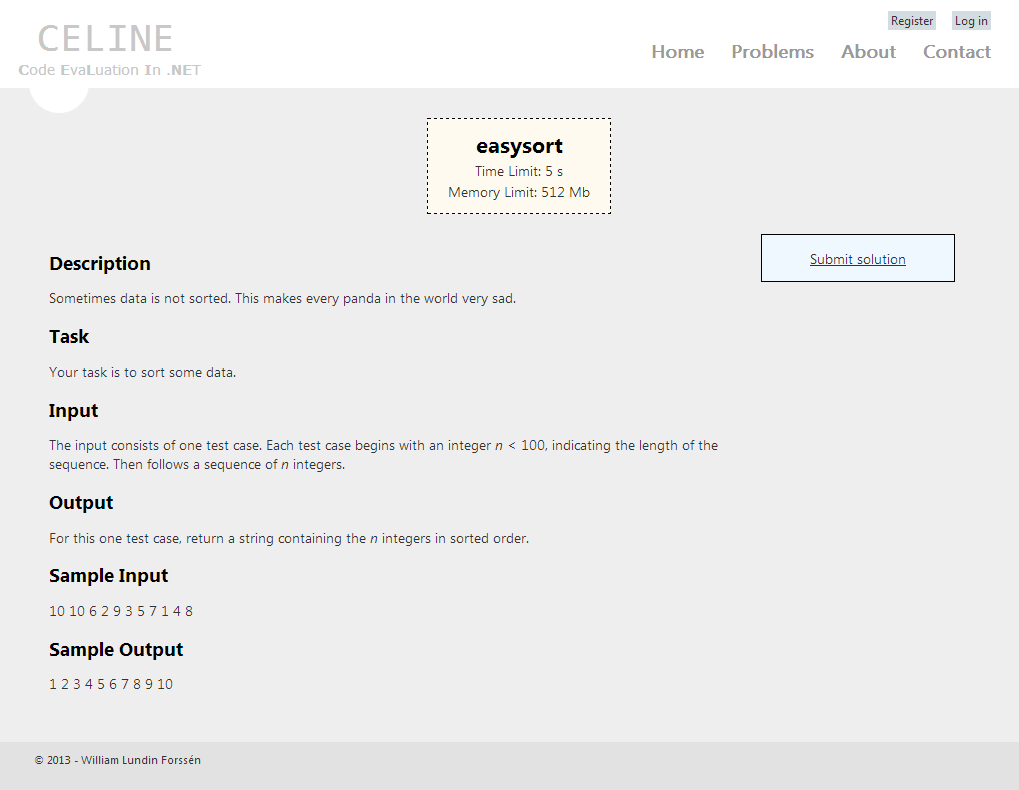 Register
Log in
CELINE
Code EvaLuation In .NET
Home
Problems
About
Contact
easysort
Time Limit: 5 s
Memory Limit: 512 Mb
Submit solution
Description
Sometimes data is not sorted. This makes every panda in the world very sad.
Task
Your task is to sort some data.
Input
The input consists of one test case. Each test case begins with an integer n < 100, indicating the length of the
sequence. Then follows a sequence of n integers.
Output
For this one test case, return a string containing the n integers in sorted order.
Sample Input
10 10 6 2 9 3 5 7 1 4 8
Sample Output
1 2 3 4 5 6 7 8 9 10
© 2013 - William Lundin Forssén